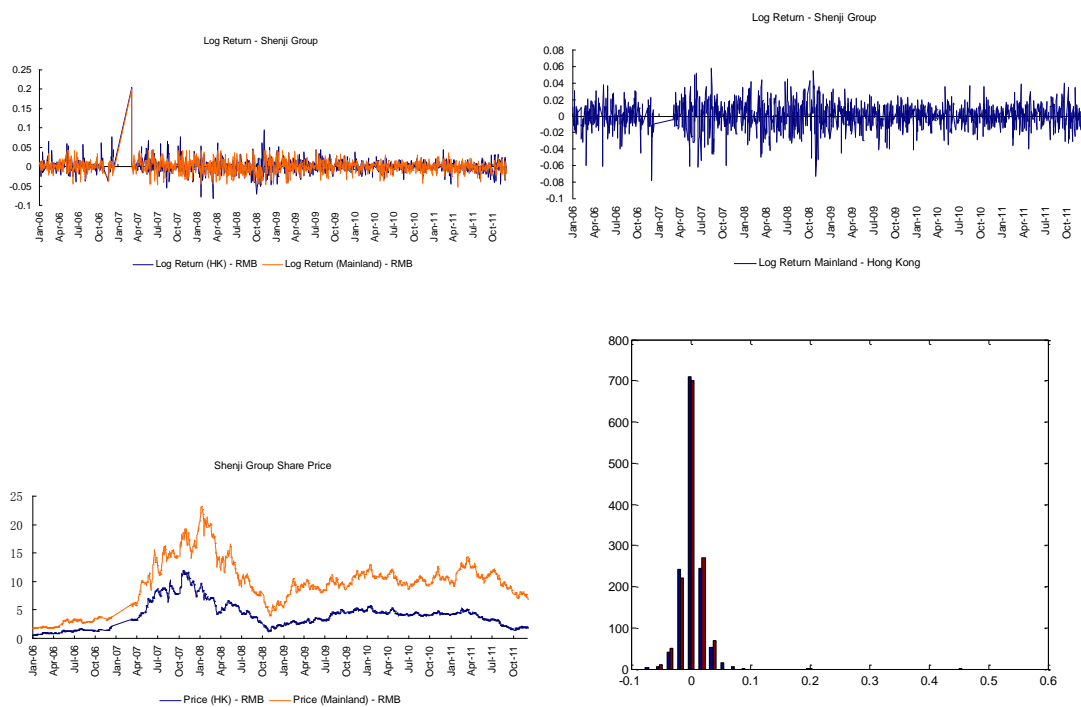 Log Return - Shenji Group
0.25
0.2
0.15
0.1
0.05
0
-0.05
-0.1
Jan-06
Apr-06
Jul-06
Oct-06
Jan-07
Apr-07
Jul-07
Oct-07
Jan-08
Apr-08
Jul-08
Oct-08
Jan-09
Apr-09
Jul-09
Oct-09
Jan-10
Apr-10
Jul-10
Oct-10
Jan-11
Apr-11
Jul-11
Oct-11
Log Return (HK) - RMB
Log Return (Mainland) - RMB
Log Return - Shenji Group
0.08
0.06
0.04
0.02
0
-0.02
-0.04
-0.06
-0.08
-0.1
Jan-06
Apr-06
Jul-06
Oct-06
Jan-07
Apr-07
Jul-07
Oct-07
Jan-08
Apr-08
Jul-08
Oct-08
Jan-09
Apr-09
Jul-09
Oct-09
Jan-10
Apr-10
Jul-10
Oct-10
Jan-11
Apr-11
Jul-11
Oct-11
Log Return Mainland - Hong Kong
Shenji Group Share Price
25
20
15
10
5
0
Jan-06
Apr-06
Jul-06
Oct-06
Jan-07
Apr-07
Jul-07
Oct-07
Jan-08
Apr-08
Jul-08
Oct-08
Jan-09
Apr-09
Jul-09
Oct-09
Jan-10
Apr-10
Jul-10
Oct-10
Jan-11
Apr-11
Jul-11
Oct-11
Price (HK) - RMB
Price (Mainland) - RMB
800
700
600
500
400
300
200
100
0
-0.1
0
0.1
0.2
0.3
0.4
0.5
0.6